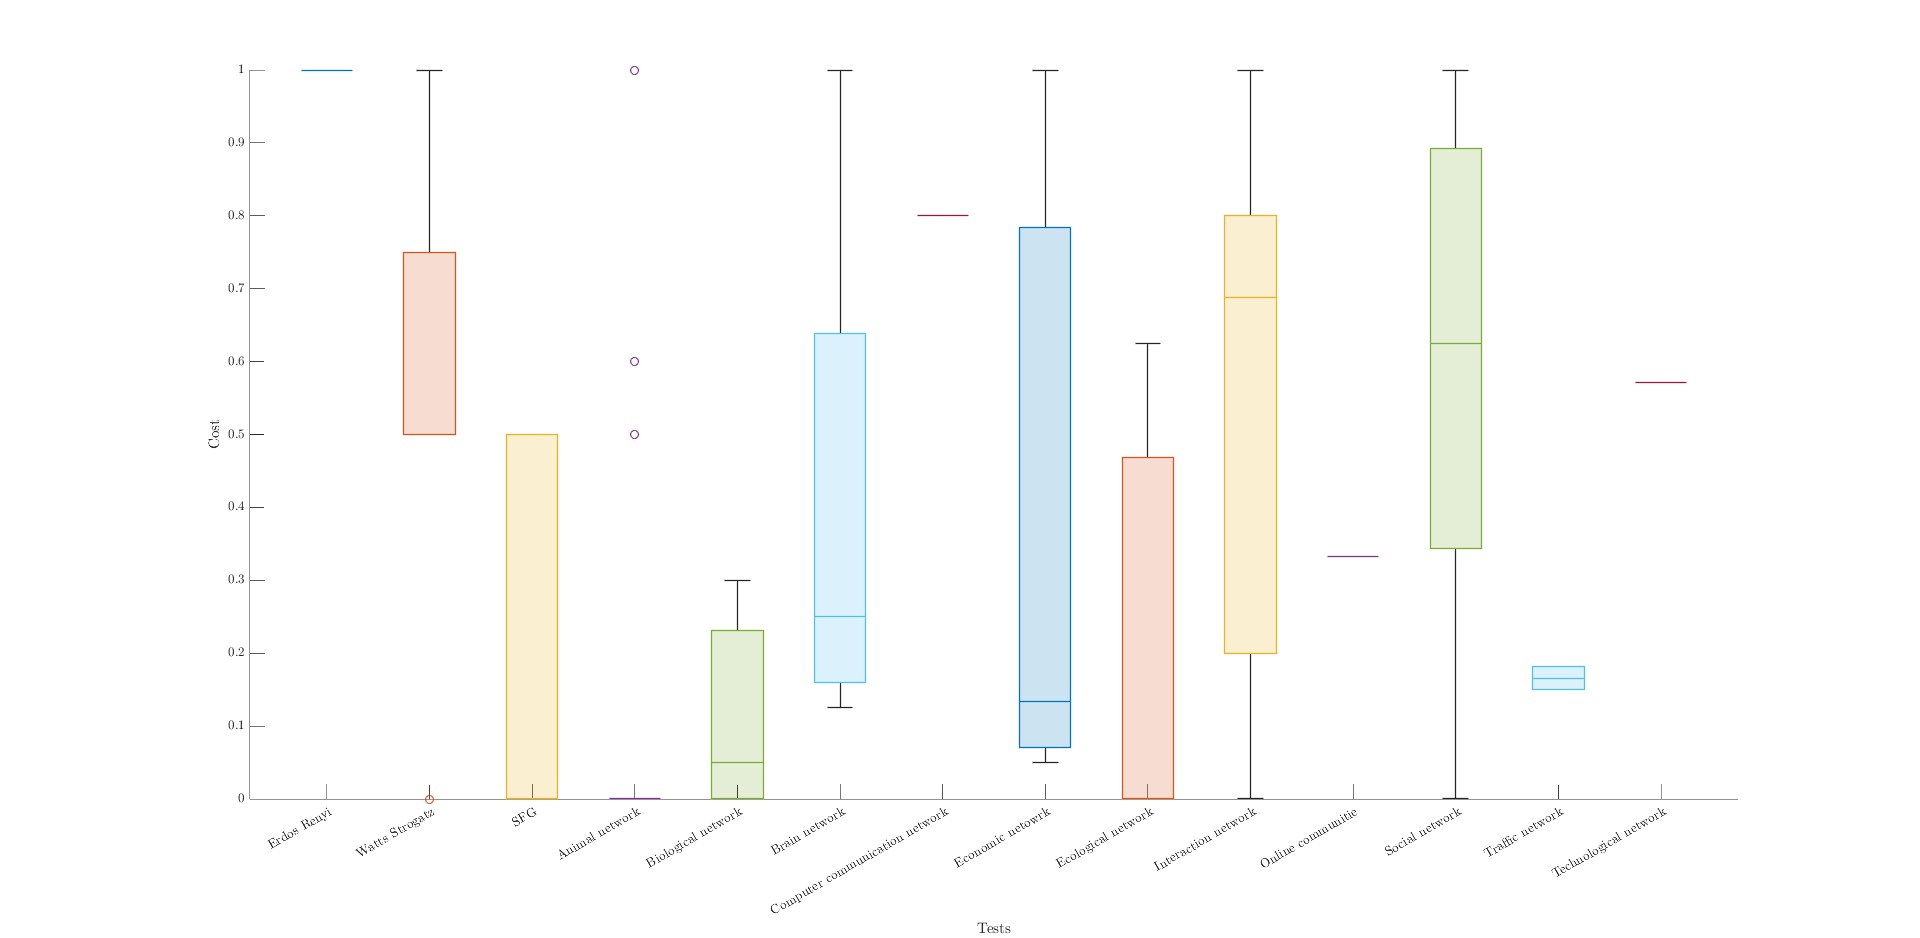 1
0.9
0.8
0.7
0.6
0.5
0.4
0.3
0.2
0.1
0
Cost
Erdos Renyi
Watts Strogatz
SFG
Animal network
Biological network
Brain network
Computer communication network
Economic netowrk
Ecological network
Interaction network
Online communitie
Social network
Traffic network
Technological network
Tests